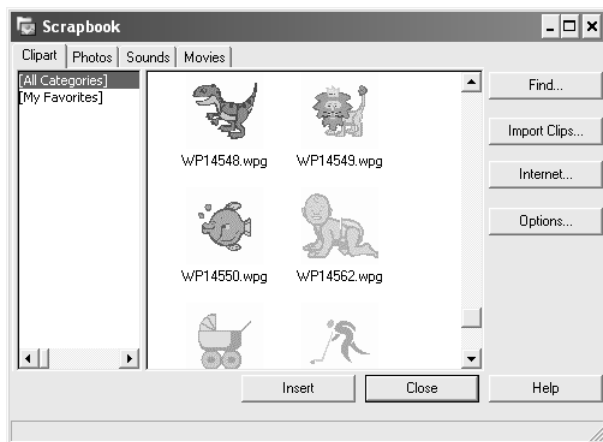 Scrapbook
Clipart Photos Sounds Movies
[All Categories]
[My Favorites]
WP14548.wpg WP14549.wpg
WP14550.wpg WP14562.wpg
Find...
Import Clips...
Internet...
Options...
Insert Close Help